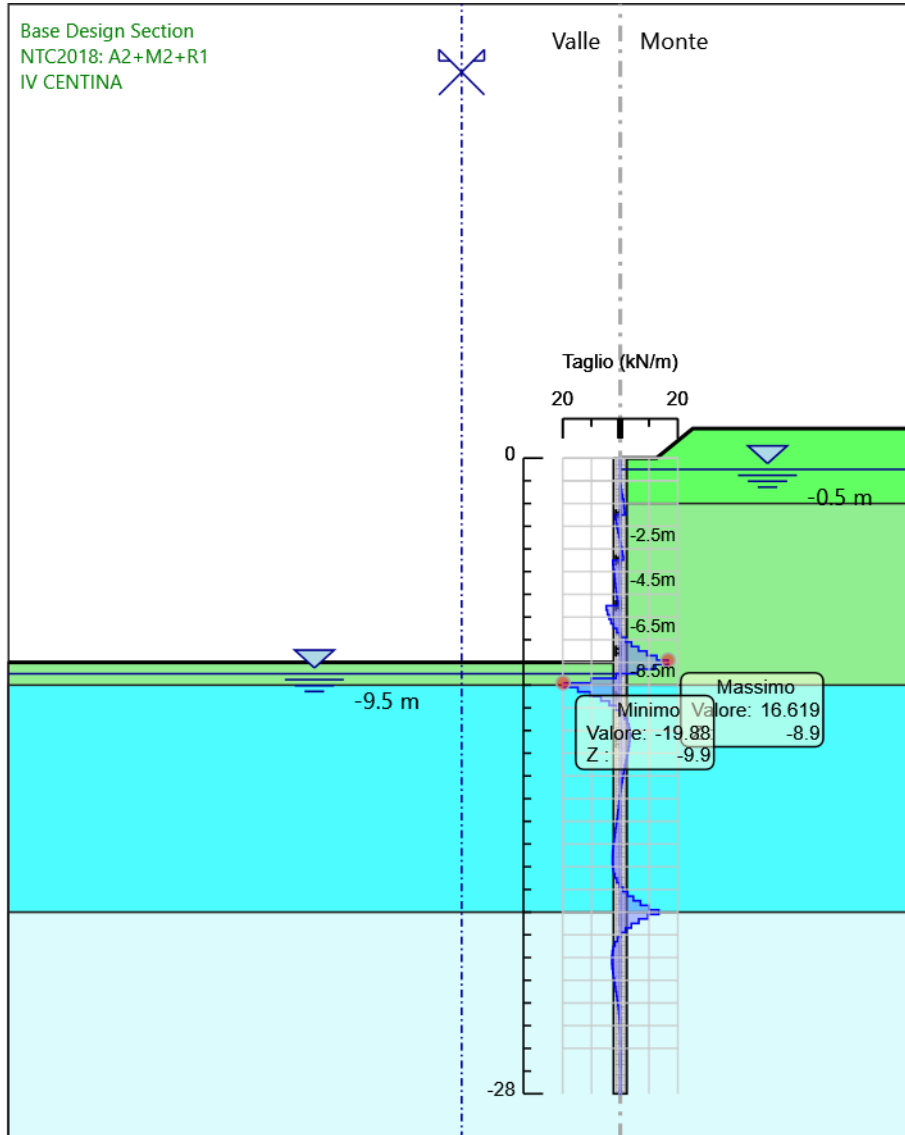 Base Design Section
NTC2018: A2+M2+R1
IV CENTINA
Valle
Monte
Taglio (kN/m)
20
20
0
-0.5 m
-2.5m
-4.5m
-6.5m
-8.5m
-9.5 m
Massimo
Valore: 16.619
-8.9
Minimo
Valore: -19.88
Z : -9.9
-28